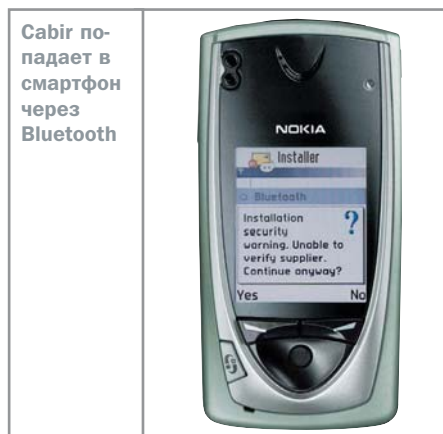 Cabir по-
падает в
смартфон
через
Bluetooth
NOKIA
Installer
Bluetooth
Installation
security
warning. Unable to
verify supplier.
Continue anyway?
?
Yes No